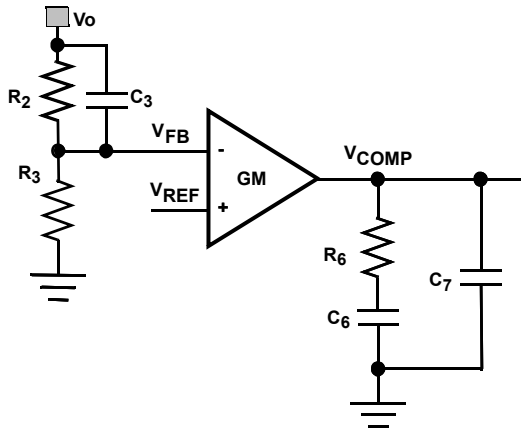 Vo
R2
C3
VFB
VCOMP
R3
GM
-
VREF
+
R6
C7
C6